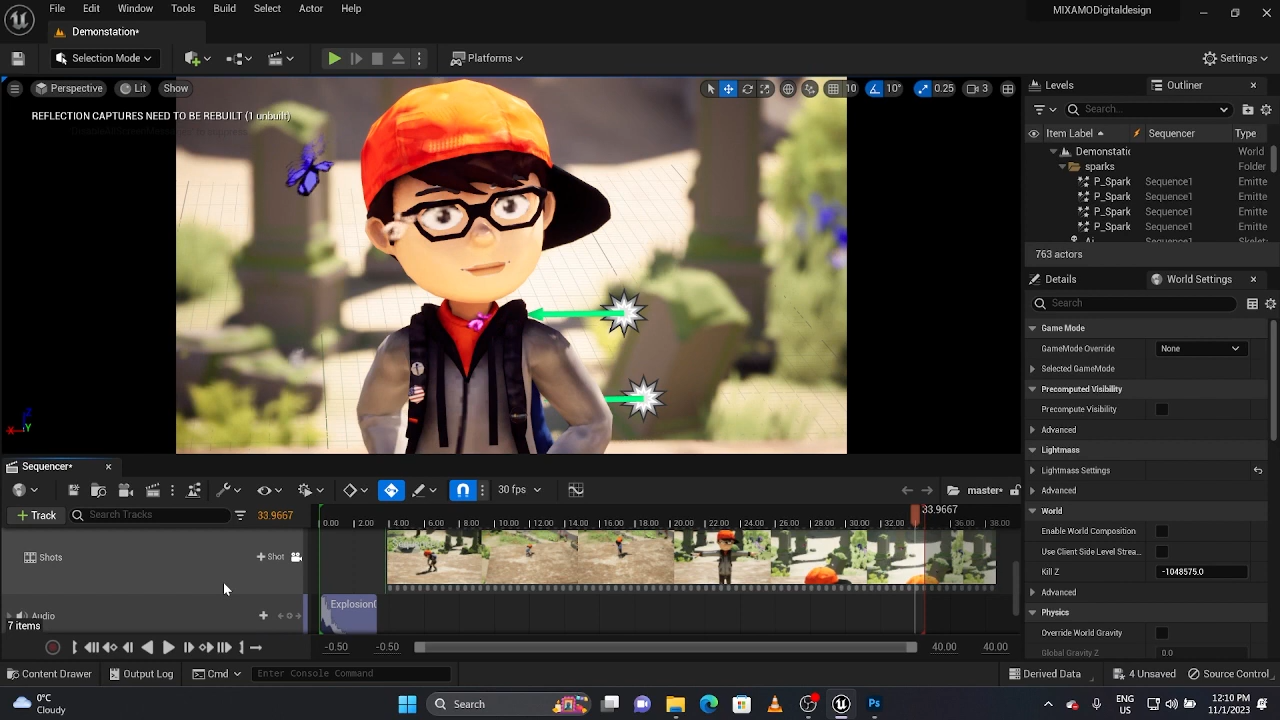 File Edit Window Tools Build Select Actor Help
MIXAMODigitaldesign
Demonstation*
Selection Mode
Platforms
Settings
Perspective Lit Show
10 10° 0.25 3
REFLECTION CAPTURES NEED TO BE REBUILT (1 unbuilt)
Levels Outliner
Search...
Item Label Sequencer Type
Demonstatic World
sparks Folder
P_Spark Sequence1 Emitte
P_Spark Sequence1 Emitte
P_Spark Sequence1 Emitte
P_Spark Sequence1 Emitte
763 actors
Details World Settings
Search
Game Mode
GameMode Override None
Selected GameMode
Precomputed Visibility
Precompute Visibility
Advanced
Lightmass
Lightmass Settings
Advanced
World
Enable World Composition
Use Client Side Level Strea...
Kill Z -1048575.0
Advanced
Physics
Override World Gravity
Global Gravity Z 0.0
Z
X Y
Sequencer*
30 fps
master*
+ Track Search Tracks 33.9667
33.9667
0.00 2.00 4.00 6.00 8.00 10.00 12.00 14.00 16.00 18.00 20.00 22.00 24.00 26.00 28.00 30.00 32.00 36.00 38.00
Shots + Shot
Audio
Explosion
7 items
-0.50 -0.50 40.00 40.00
Content Drawer Output Log Cmd Enter Console Command
Derived Data 4 Unsaved Source Control
0°C
Cloudy
Search
Ps
ENG
US
12:10 PM
11/1/2023